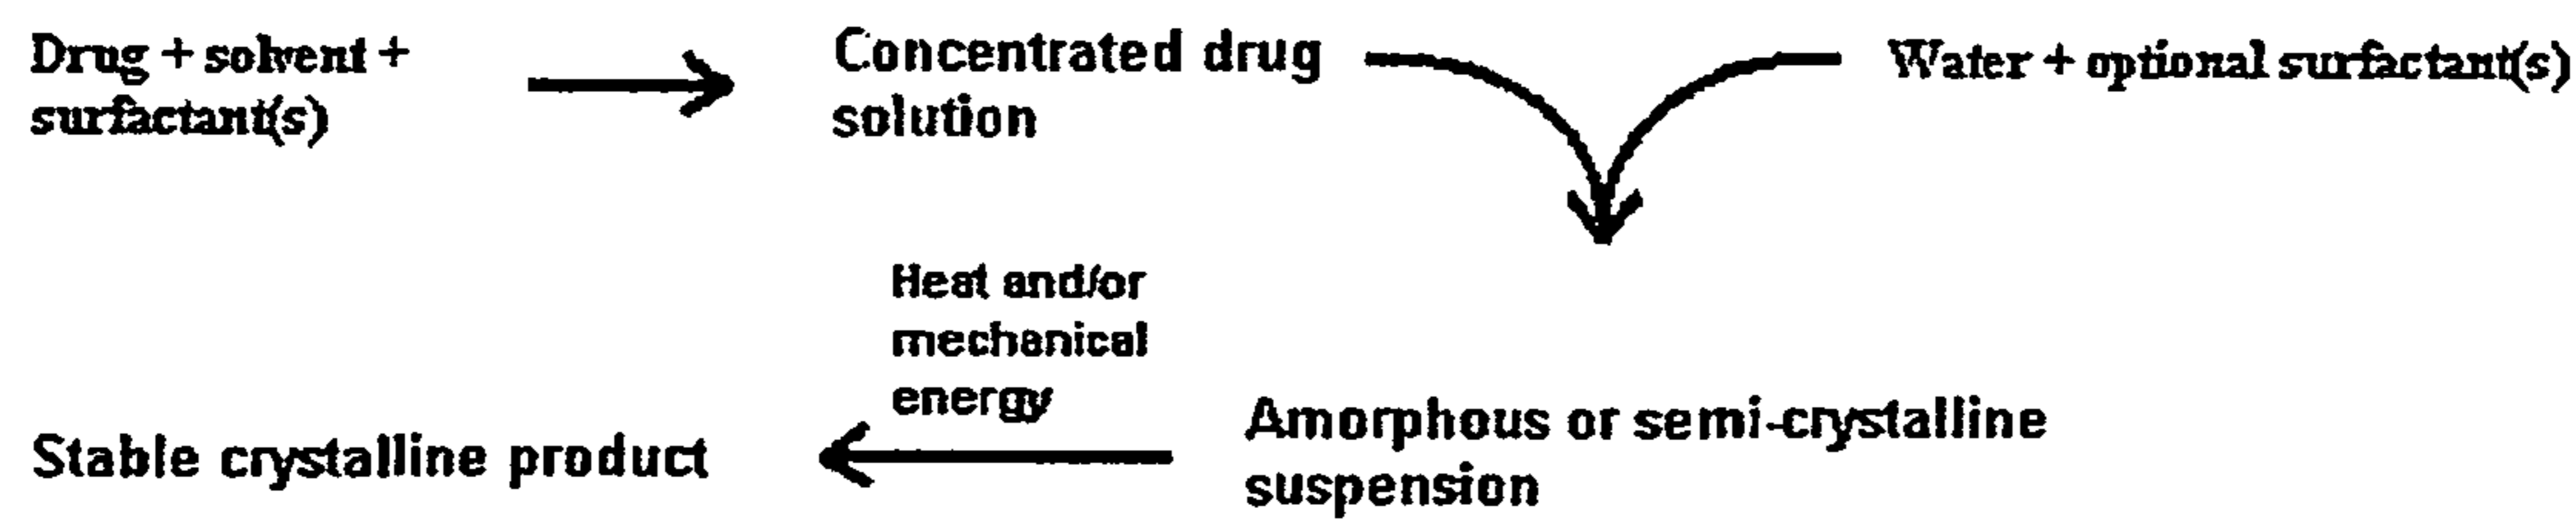 Drug + solvent +
surfactant(s)
Concentrated drug
solution
Water + optional surfactant(s)
Heat and/or
mechanical
energy
Amorphous or semi-crystalline
suspension
Stable crystalline product